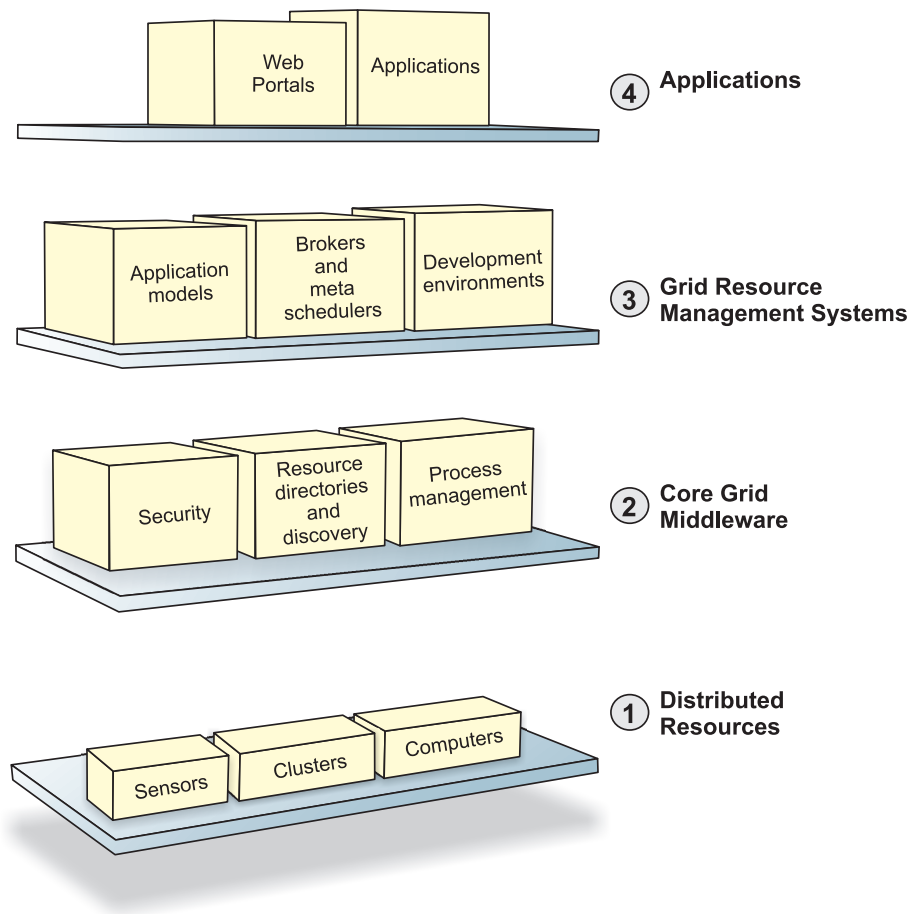 Web
Portals
Applications
4
Applications
Application
models
Brokers
and
meta
schedulers
Development
environments
3
Grid Resource
Management Systems
Security
Resource
directories
and
discovery
Process
management
2
Core Grid
Middleware
Sensors
Clusters
Computers
1
Distributed
Resources